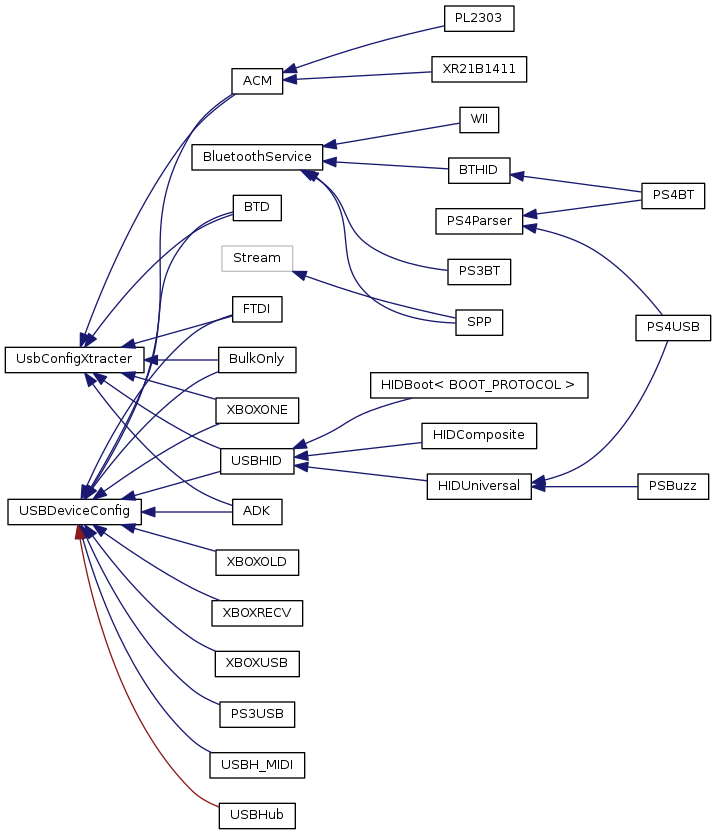 PL2303
XR21B1411
ACM
WII
BluetoothService
BTHID
PS4BT
BTD
PS4Parser
Stream
PS3BT
FTDI
SPP
PS4USB
UsbConfigXtracter
BulkOnly
HIDBoot< BOOT_PROTOCOL >
XBOXONE
HIDComposite
USBHID
HIDUniversal
PSBuzz
USBDeviceConfig
ADK
XBOXOLD
XBOXRECV
XBOXUSB
PS3USB
USBH_MIDI
USBHub